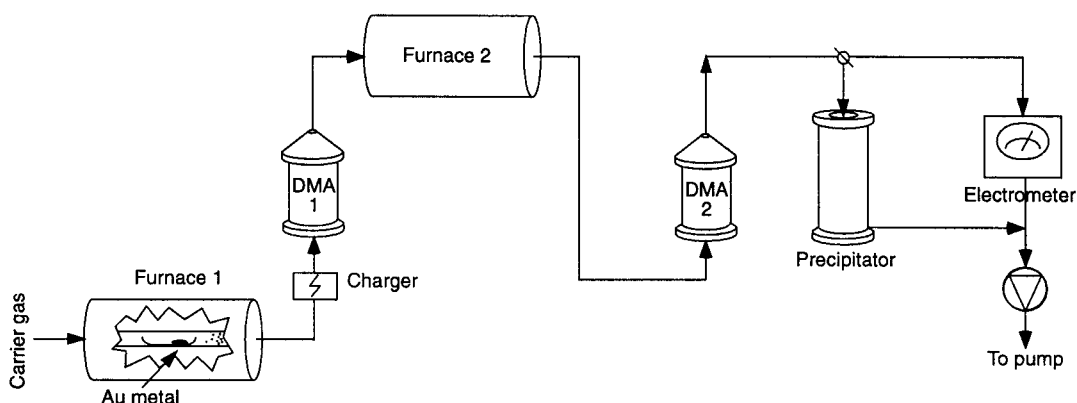 Furnace 2
DMA
1
DMA
2
Electrometer
Precipitator
Furnace 1
Charger
Carrier gas
Au metal
To pump